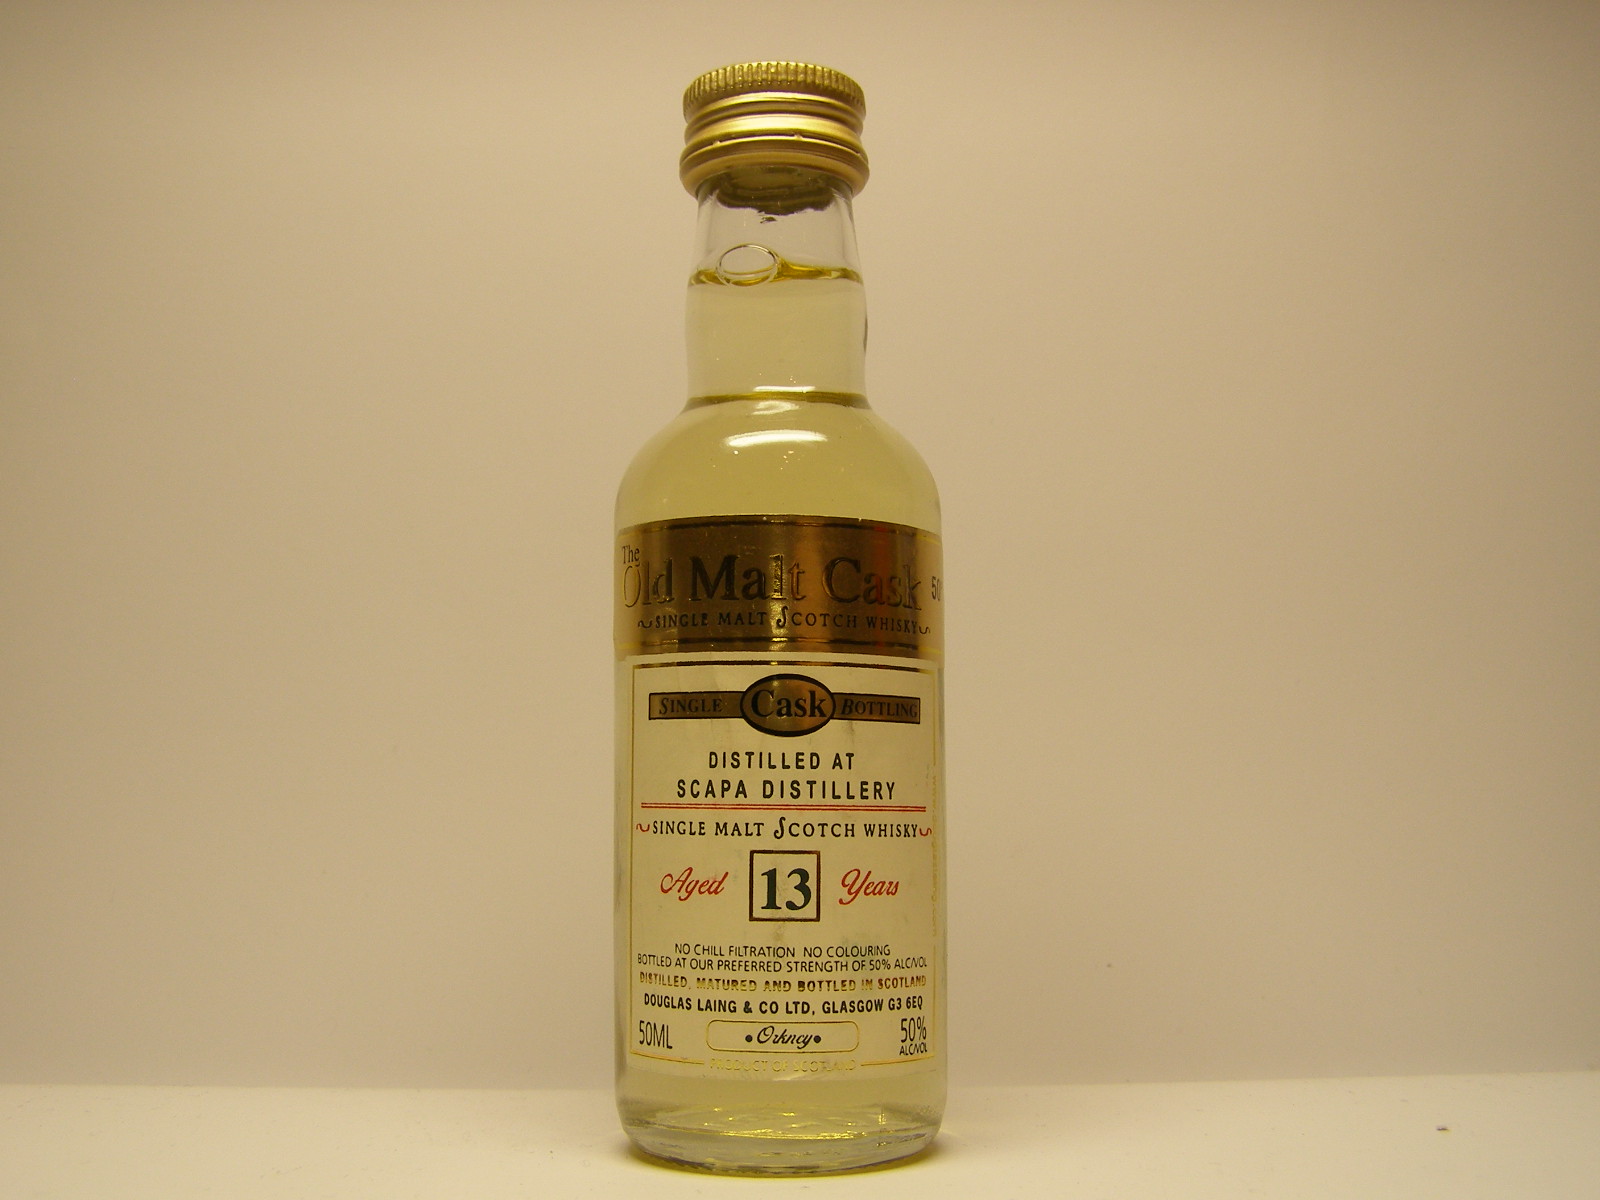 The
Old Malt Cask 50
SINGLE MALT SCOTCH WHISKY
SINGLE Cask BOTTLING
DISTILLED AT
SCAPA DISTILLERY
SINGLE MALT SCOTCH WHISKY
Aged 13 Years
NO CHILL FILTRATION NO COLOURING
BOTTLED AT OUR PREFERRED STRENGTH OF 50% ALC/VOL
DISTILLED, MATURED AND BOTTLED IN SCOTLAND
DOUGLAS LAING & CO LTD, GLASGOW G3 6EQ
50ML •Orkney• 50%
ALC/VOL
PRODUCT OF SCOTLAND